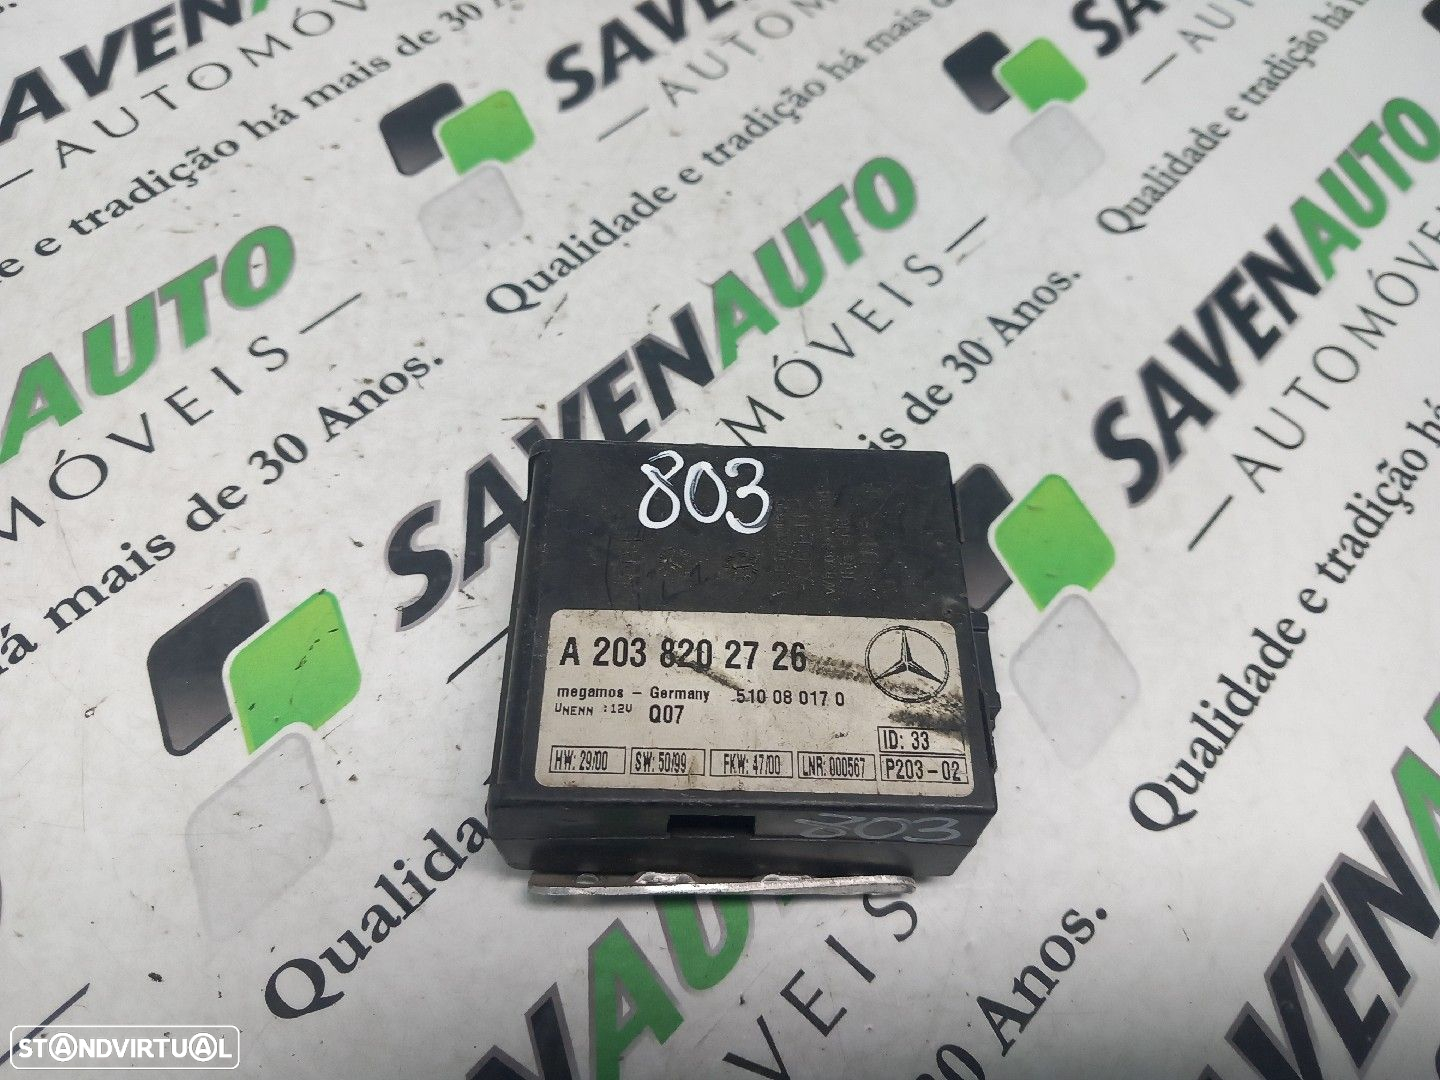 SAVENAUTO
AUTOMÓVEIS
Qualidade e tradição há mais de 30 Anos.
803
A 203 820 27 26
megamos - Germany 51 00 08 017 0
UNENN :12V Q07
ID: 33
HW: 29/00 SW: 50/99 FKW: 47/00 LNR: 000567 P203-02
803
STANDVIRTUAL